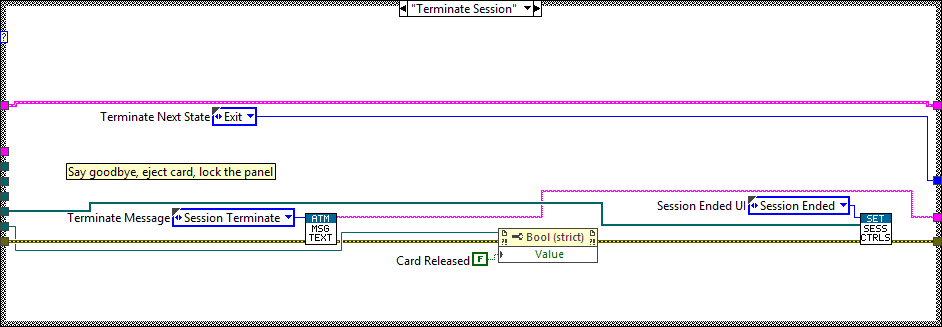 "Terminate Session"
?
Terminate Next State Exit
Say goodbye, eject card, lock the panel
Terminate Message Session Terminate
ATM
MSG
TEXT
Session Ended UI Session Ended
SET
SESS
CTRLS
?! Bool (strict) ?!
Value
Card Released F